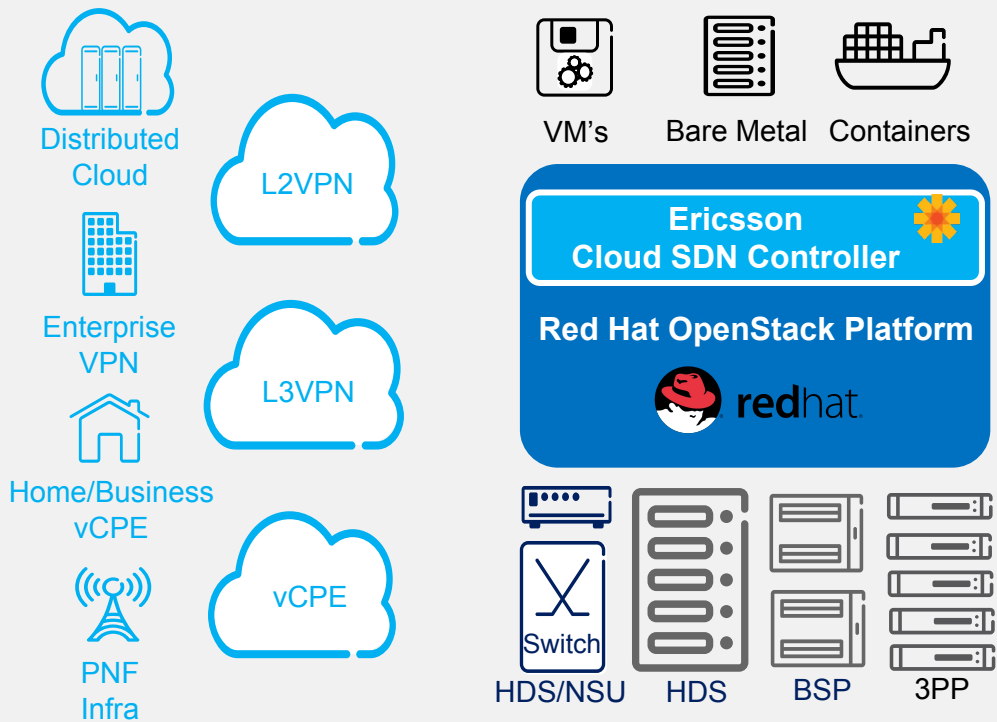 Distributed
Cloud
Enterprise
VPN
Home/Business
vCPE
PNF
Infra
L2VPN
L3VPN
vCPE
VM's
Bare Metal
Containers
Ericsson
Cloud SDN Controller
Red Hat OpenStack Platform
redhat.
Switch
HDS/NSU
HDS
BSP
3PP